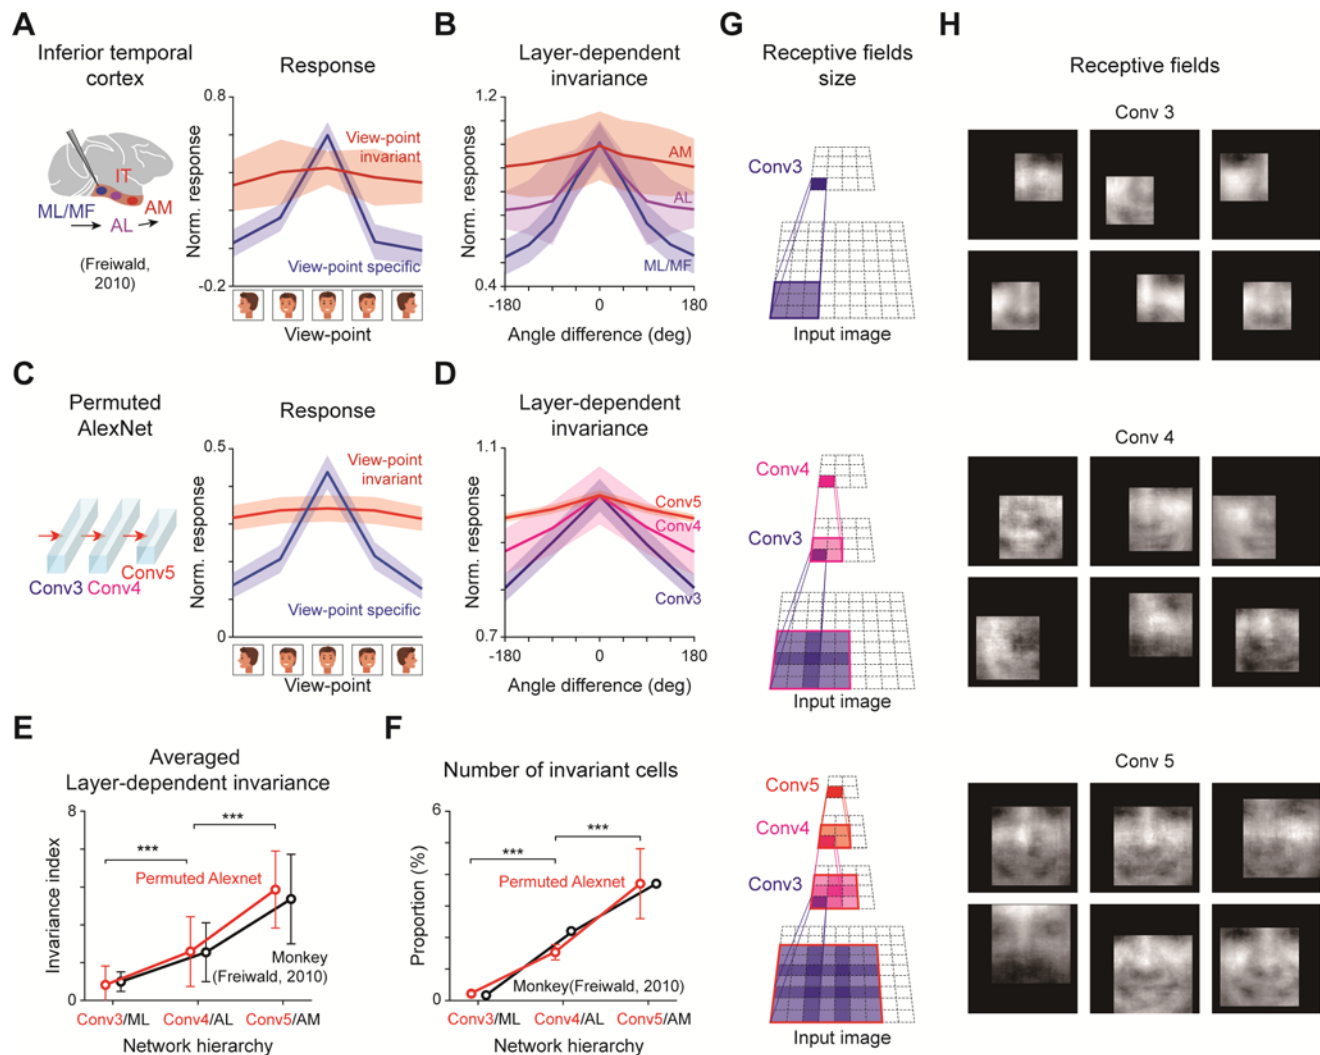 A
Inferior temporal
cortex
IT
ML/MF
AL
AM
(Freiwald,
2010)
Response
0.8
Norm. response
-0.2
View-point
invariant
View-point specific
View-point
B
Layer-dependent
invariance
1.2
Norm. response
0.4
AM
AL
ML/MF
-180
0
180
Angle difference (deg)
G
Receptive fields
size
Conv3
Input image
H
Receptive fields
Conv 3
C
Permuted
AlexNet
Conv3
Conv4
Conv5
Response
0.5
Norm. response
0
View-point
invariant
View-point specific
View-point
D
Layer-dependent
invariance
1.1
Norm. response
0.7
Conv5
Conv4
Conv3
-180
0
180
Angle difference (deg)
Conv4
Conv3
Input image
Conv 4
E
Averaged
Layer-dependent invariance
8
Invariance index
0
***
***
Permuted Alexnet
Monkey
(Freiwald, 2010)
Conv3/ML
Conv4/AL
Conv5/AM
Network hierarchy
F
Number of invariant cells
6
Proportion (%)
0
***
***
Permuted Alexnet
Monkey(Freiwald, 2010)
Conv3/ML
Conv4/AL
Conv5/AM
Network hierarchy
Conv5
Conv4
Conv3
Input image
Conv 5